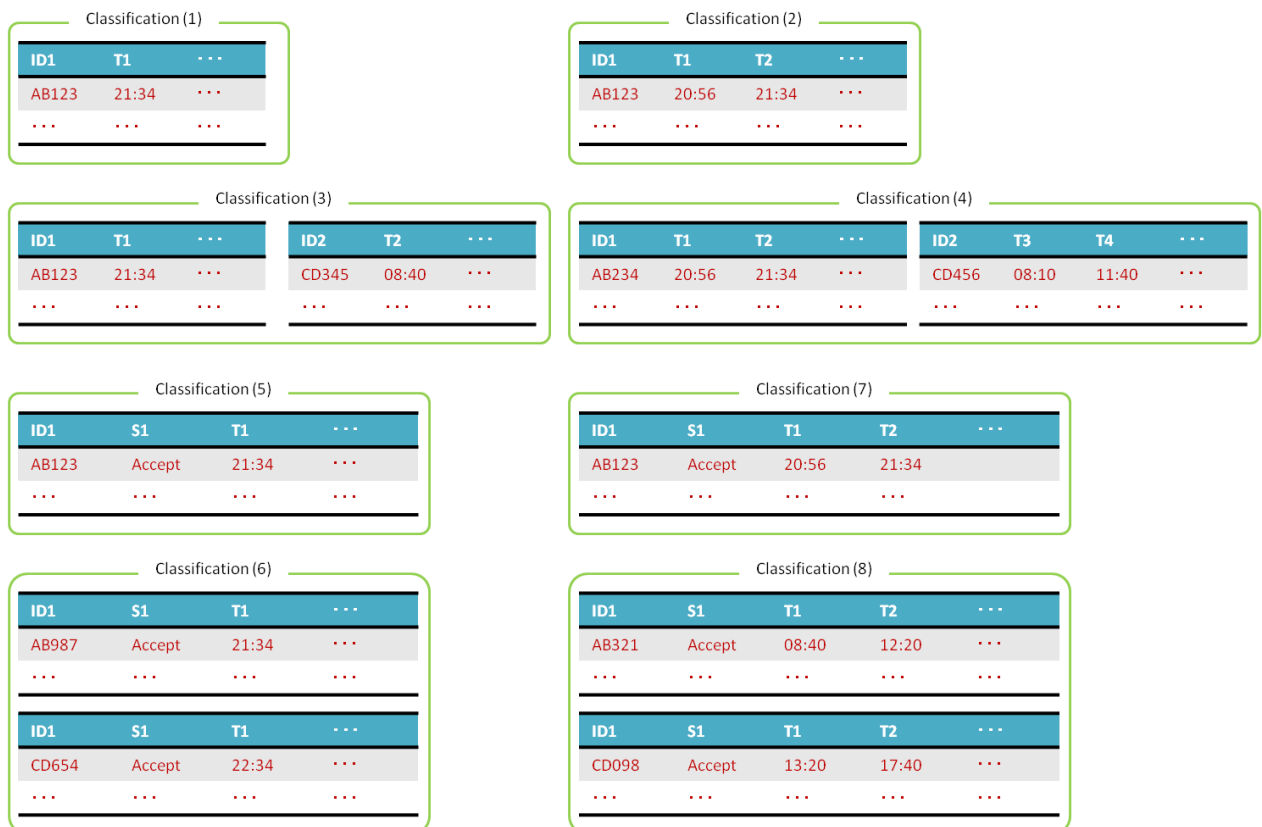 Classification (1)
ID1 T1 ···
AB123 21:34 ···
··· ··· ···
Classification (2)
ID1 T1 T2 ···
AB123 20:56 21:34 ···
··· ··· ··· ···
Classification (3)
ID1 T1 ···
AB123 21:34 ···
··· ··· ···
ID2 T2 ···
CD345 08:40 ···
··· ··· ···
Classification (4)
ID1 T1 T2 ···
AB234 20:56 21:34 ···
··· ··· ··· ···
ID2 T3 T4 ···
CD456 08:10 11:40 ···
··· ··· ··· ···
Classification (5)
ID1 S1 T1 ···
AB123 Accept 21:34 ···
··· ··· ··· ···
Classification (7)
ID1 S1 T1 T2 ···
AB123 Accept 20:56 21:34
··· ··· ··· ···
Classification (6)
ID1 S1 T1 ···
AB987 Accept 21:34 ···
··· ··· ··· ···
ID1 S1 T1 ···
CD654 Accept 22:34 ···
··· ··· ··· ···
Classification (8)
ID1 S1 T1 T2 ···
AB321 Accept 08:40 12:20 ···
··· ··· ··· ··· ···
ID1 S1 T1 T2 ···
CD098 Accept 13:20 17:40 ···
··· ··· ··· ··· ···